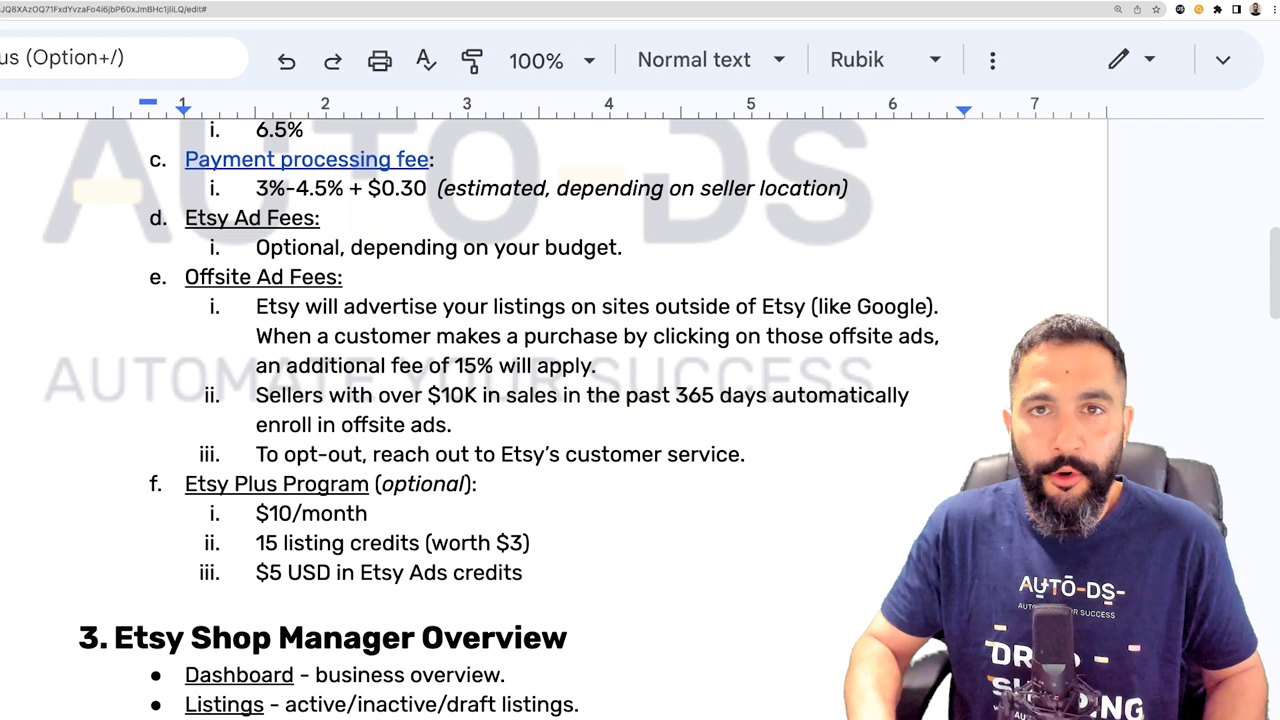 JQ8XAzOQ71FxdYvzaFo4i6jbP60xJmBHc1jliLQ/edit#
us (Option+/)
100%
Normal text
Rubik
1 2 3 4 5 6 7
AUTO-DS
AUTOMATE YOUR SUCCESS
i. 6.5%
c. Payment processing fee:
i. 3%-4.5% + $0.30 (estimated, depending on seller location)
d. Etsy Ad Fees:
i. Optional, depending on your budget.
e. Offsite Ad Fees:
i. Etsy will advertise your listings on sites outside of Etsy (like Google).
When a customer makes a purchase by clicking on those offsite ads,
an additional fee of 15% will apply.
ii. Sellers with over $10K in sales in the past 365 days automatically
enroll in offsite ads.
iii. To opt-out, reach out to Etsy’s customer service.
f. Etsy Plus Program (optional):
i. $10/month
ii. 15 listing credits (worth $3)
iii. $5 USD in Etsy Ads credits
3. Etsy Shop Manager Overview
● Dashboard - business overview.
● Listings - active/inactive/draft listings.
AUTO-DS-
SUCCESS